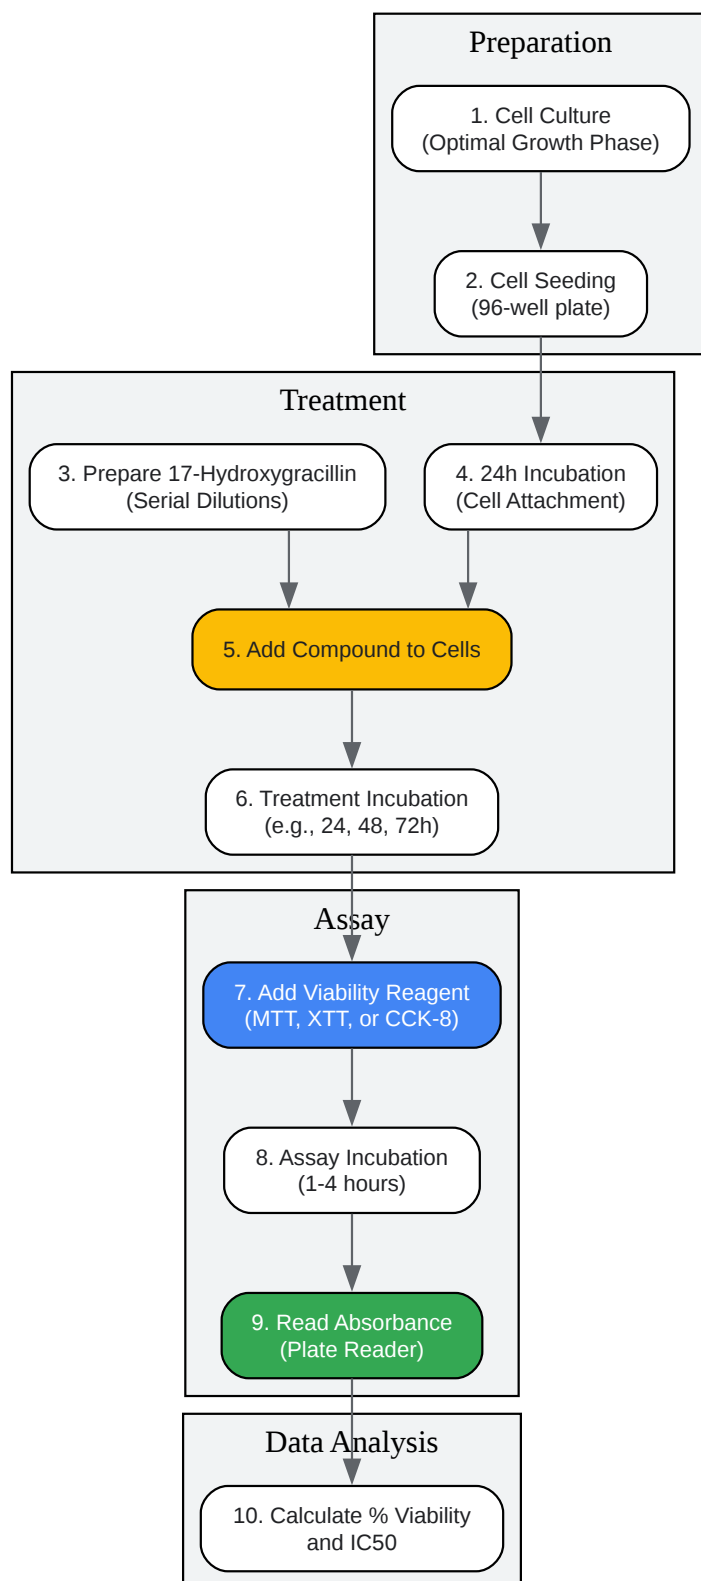 Preparation
1. Cell Culture
(Optimal Growth Phase)
2. Cell Seeding
(96-well plate)
Treatment
3. Prepare 17-Hydroxygracillin
(Serial Dilutions)
4. 24h Incubation
(Cell Attachment)
5. Add Compound to Cells
6. Treatment Incubation
(e.g., 24, 48, 72h)
Assay
7. Add Viability Reagent
(MTT, XTT, or CCK-8)
8. Assay Incubation
(1-4 hours)
9. Read Absorbance
(Plate Reader)
Data Analysis
10. Calculate % Viability
and IC50